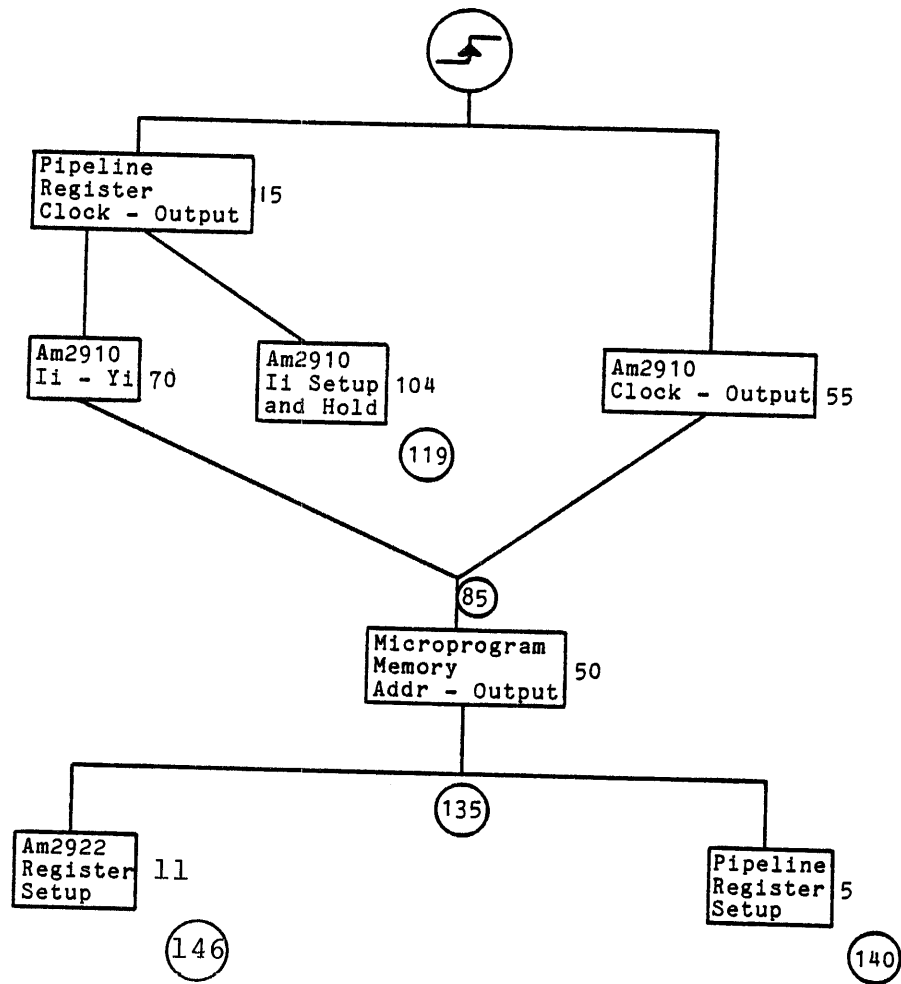 Pipeline
Register
Clock - Output
15
Am2910
Ii - Yi
70
Am2910
Ii Setup
and Hold
104
119
Am2910
Clock - Output
55
85
Microprogram
Memory
Addr - Output
50
135
Am2922
Register
Setup
11
146
Pipeline
Register
Setup
5
140